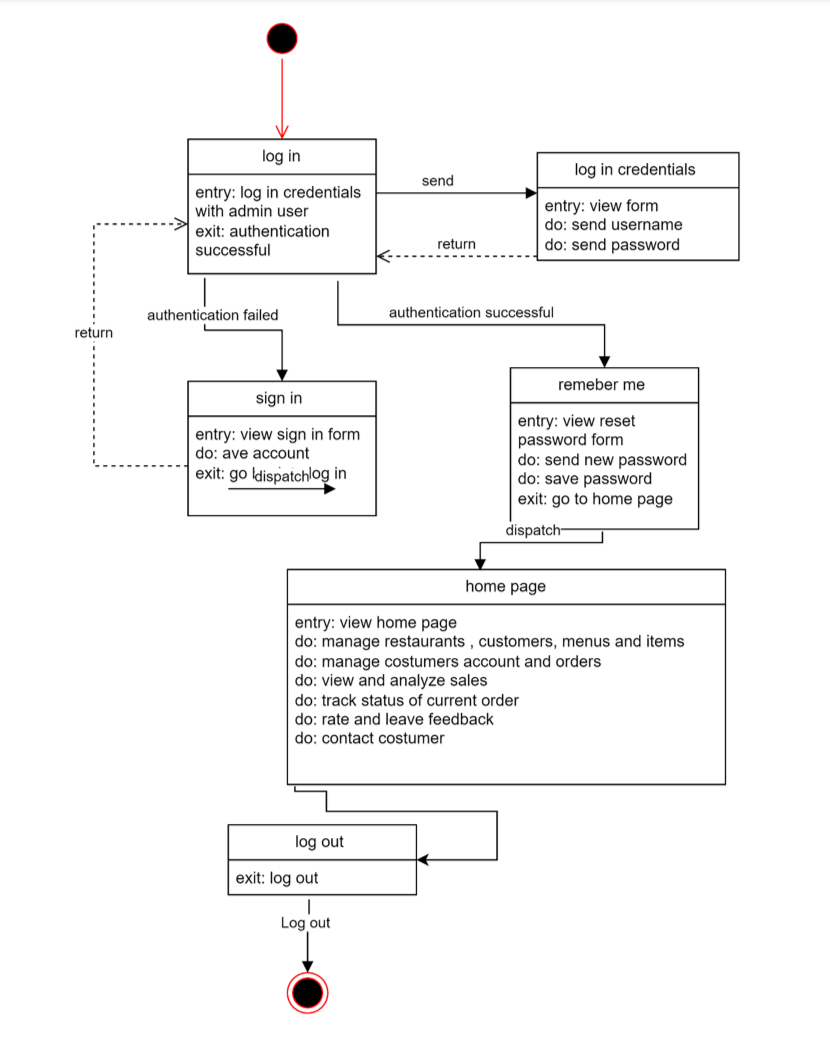 log in
entry: log in credentials
with admin user
exit: authentication
successful
send
log in credentials
entry: view form
do: send username
do: send password
return
authentication failed
authentication successful
return
sign in
entry: view sign in form
do: ave account
exit: go log in
dispatch
remeber me
entry: view reset
password form
do: send new password
do: save password
exit: go to home page
dispatch
home page
entry: view home page
do: manage restaurants , customers, menus and items
do: manage costumers account and orders
do: view and analyze sales
do: track status of current order
do: rate and leave feedback
do: contact costumer
log out
exit: log out
Log out